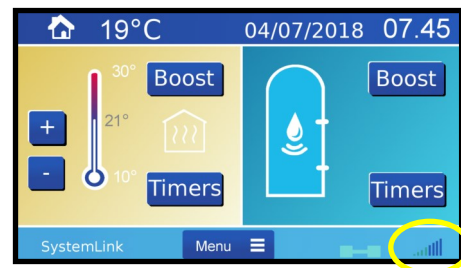 19°C 04/07/2018 07.45
30° Boost Boost
+ 21°
- 10° Timers Timers
SystemLink Menu